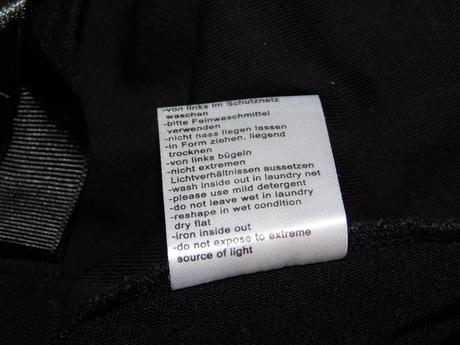 -von links im Schutznetz
waschen
-bitte Feinwaschmittel
verwenden
-nicht nass liegen lassen
-in Form ziehen, liegend
trocknen
-von links bügeln
-nicht extremen
Lichtverhältnissen aussetzen
-wash inside out in laundry net
-please use mild detergent
-do not leave wet in laundry
-reshape in wet condition
dry flat
-iron inside out
-do not expose to extreme
source of light